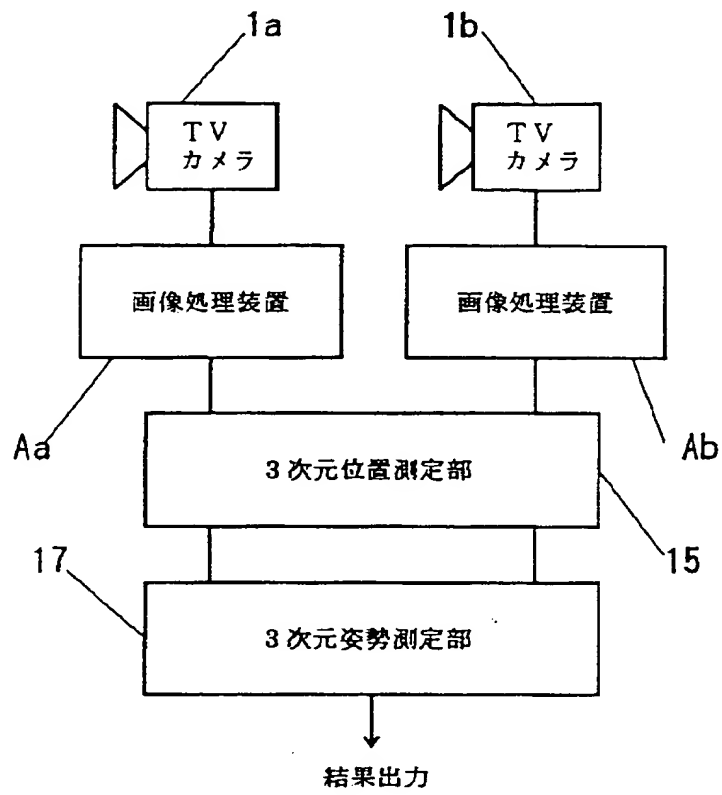 1a
1b
TV
カメラ
TV
カメラ
画像処理装置
画像処理装置
Aa
Ab
3次元位置測定部
17
15
3次元姿勢測定部
結果出力